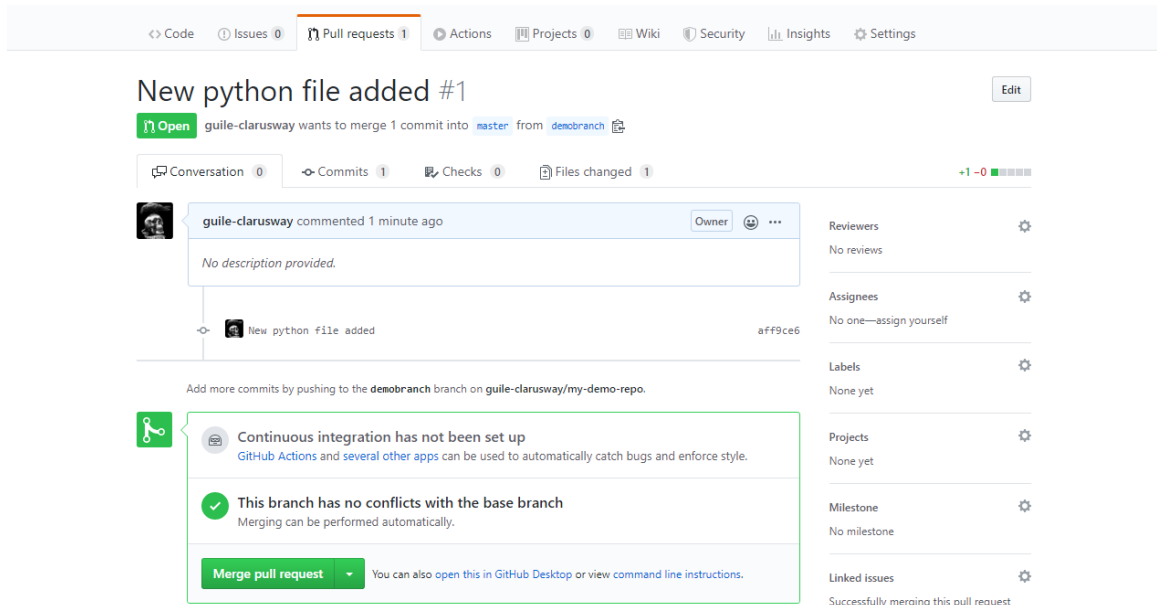 Code Issues 0 Pull requests 1 Actions Projects 0 Wiki Security Insights Settings
New python file added #1
Edit
Open guile-clarusway wants to merge 1 commit into master from demobranch
Conversation 0 Commits 1 Checks 0 Files changed 1 +1 −0
guile-clarusway commented 1 minute ago Owner
No description provided.
New python file added aff9ce6
Add more commits by pushing to the demobranch branch on guile-clarusway/my-demo-repo.
Continuous integration has not been set up
GitHub Actions and several other apps can be used to automatically catch bugs and enforce style.
This branch has no conflicts with the base branch
Merging can be performed automatically.
Merge pull request You can also open this in GitHub Desktop or view command line instructions.
Reviewers
No reviews
Assignees
No one—assign yourself
Labels
None yet
Projects
None yet
Milestone
No milestone
Linked issues
Successfully merging this pull request